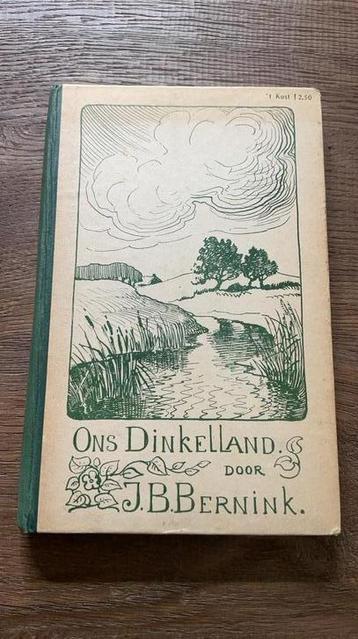 't Kost f 2,50
ONS DINKELLAND.
DOOR
J.B.BERNINK.